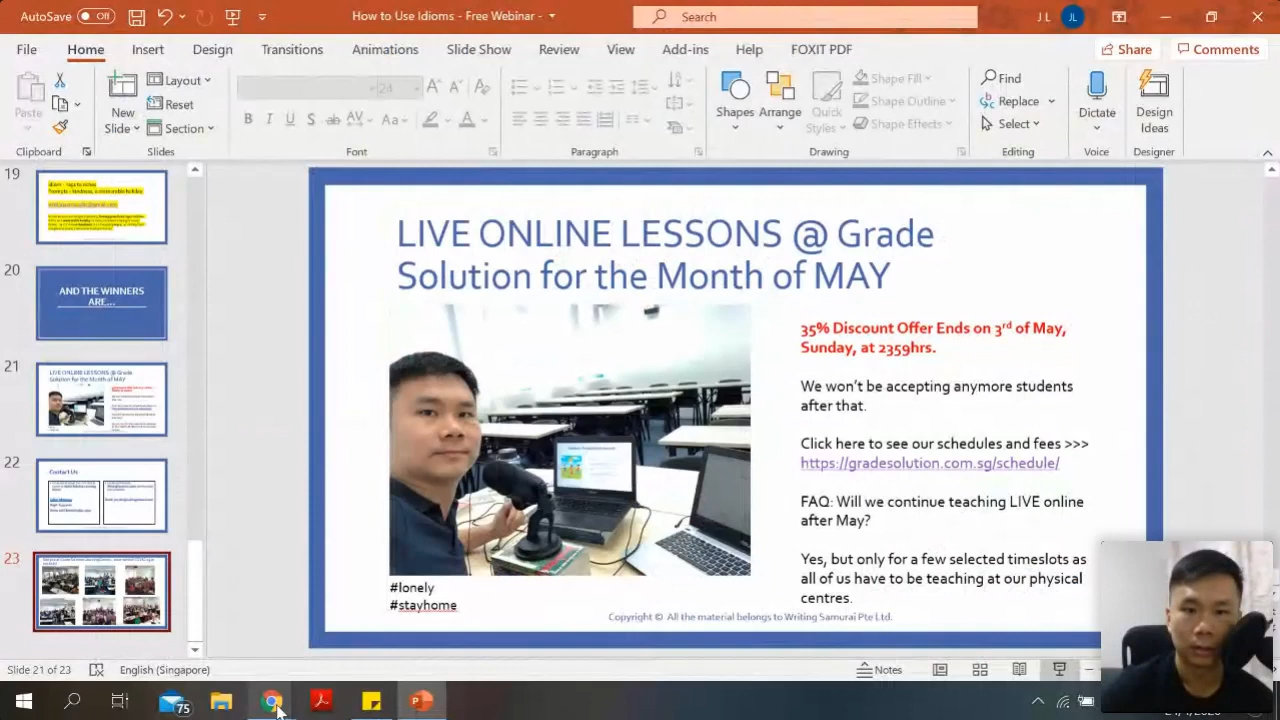 AutoSave Off
How to Use Idioms - Free Webinar -
Search
J L JL
File Home Insert Design Transitions Animations Slide Show Review View Add-ins Help FOXIT PDF Share Comments
Paste
New
Slide
Layout
Reset
Section
Shapes
Arrange
Quick
Styles
Shape Fill
Shape Outline
Shape Effects
Find
Replace
Select
Dictate
Design
Ideas
Clipboard Slides Font Paragraph Drawing Editing Voice Designer
19
20
AND THE WINNERS
ARE...
21
LIVE ONLINE LESSONS @ Grade
Solution for the Month of MAY
22
Contact Us
23
LIVE ONLINE LESSONS @ Grade
Solution for the Month of MAY
35% Discount Offer Ends on 3rd of May,
Sunday, at 2359hrs.
We won't be accepting anymore students
after that.
Click here to see our schedules and fees >>>
https://gradesolution.com.sg/schedule/
FAQ: Will we continue teaching LIVE online
after May?
Yes, but only for a few selected timeslots as
all of us have to be teaching at our physical
centres.
#lonely
#stayhome
Copyright © All the material belongs to Writing Samurai Pte Ltd.
Slide 21 of 23 English (Singapore) Notes
75